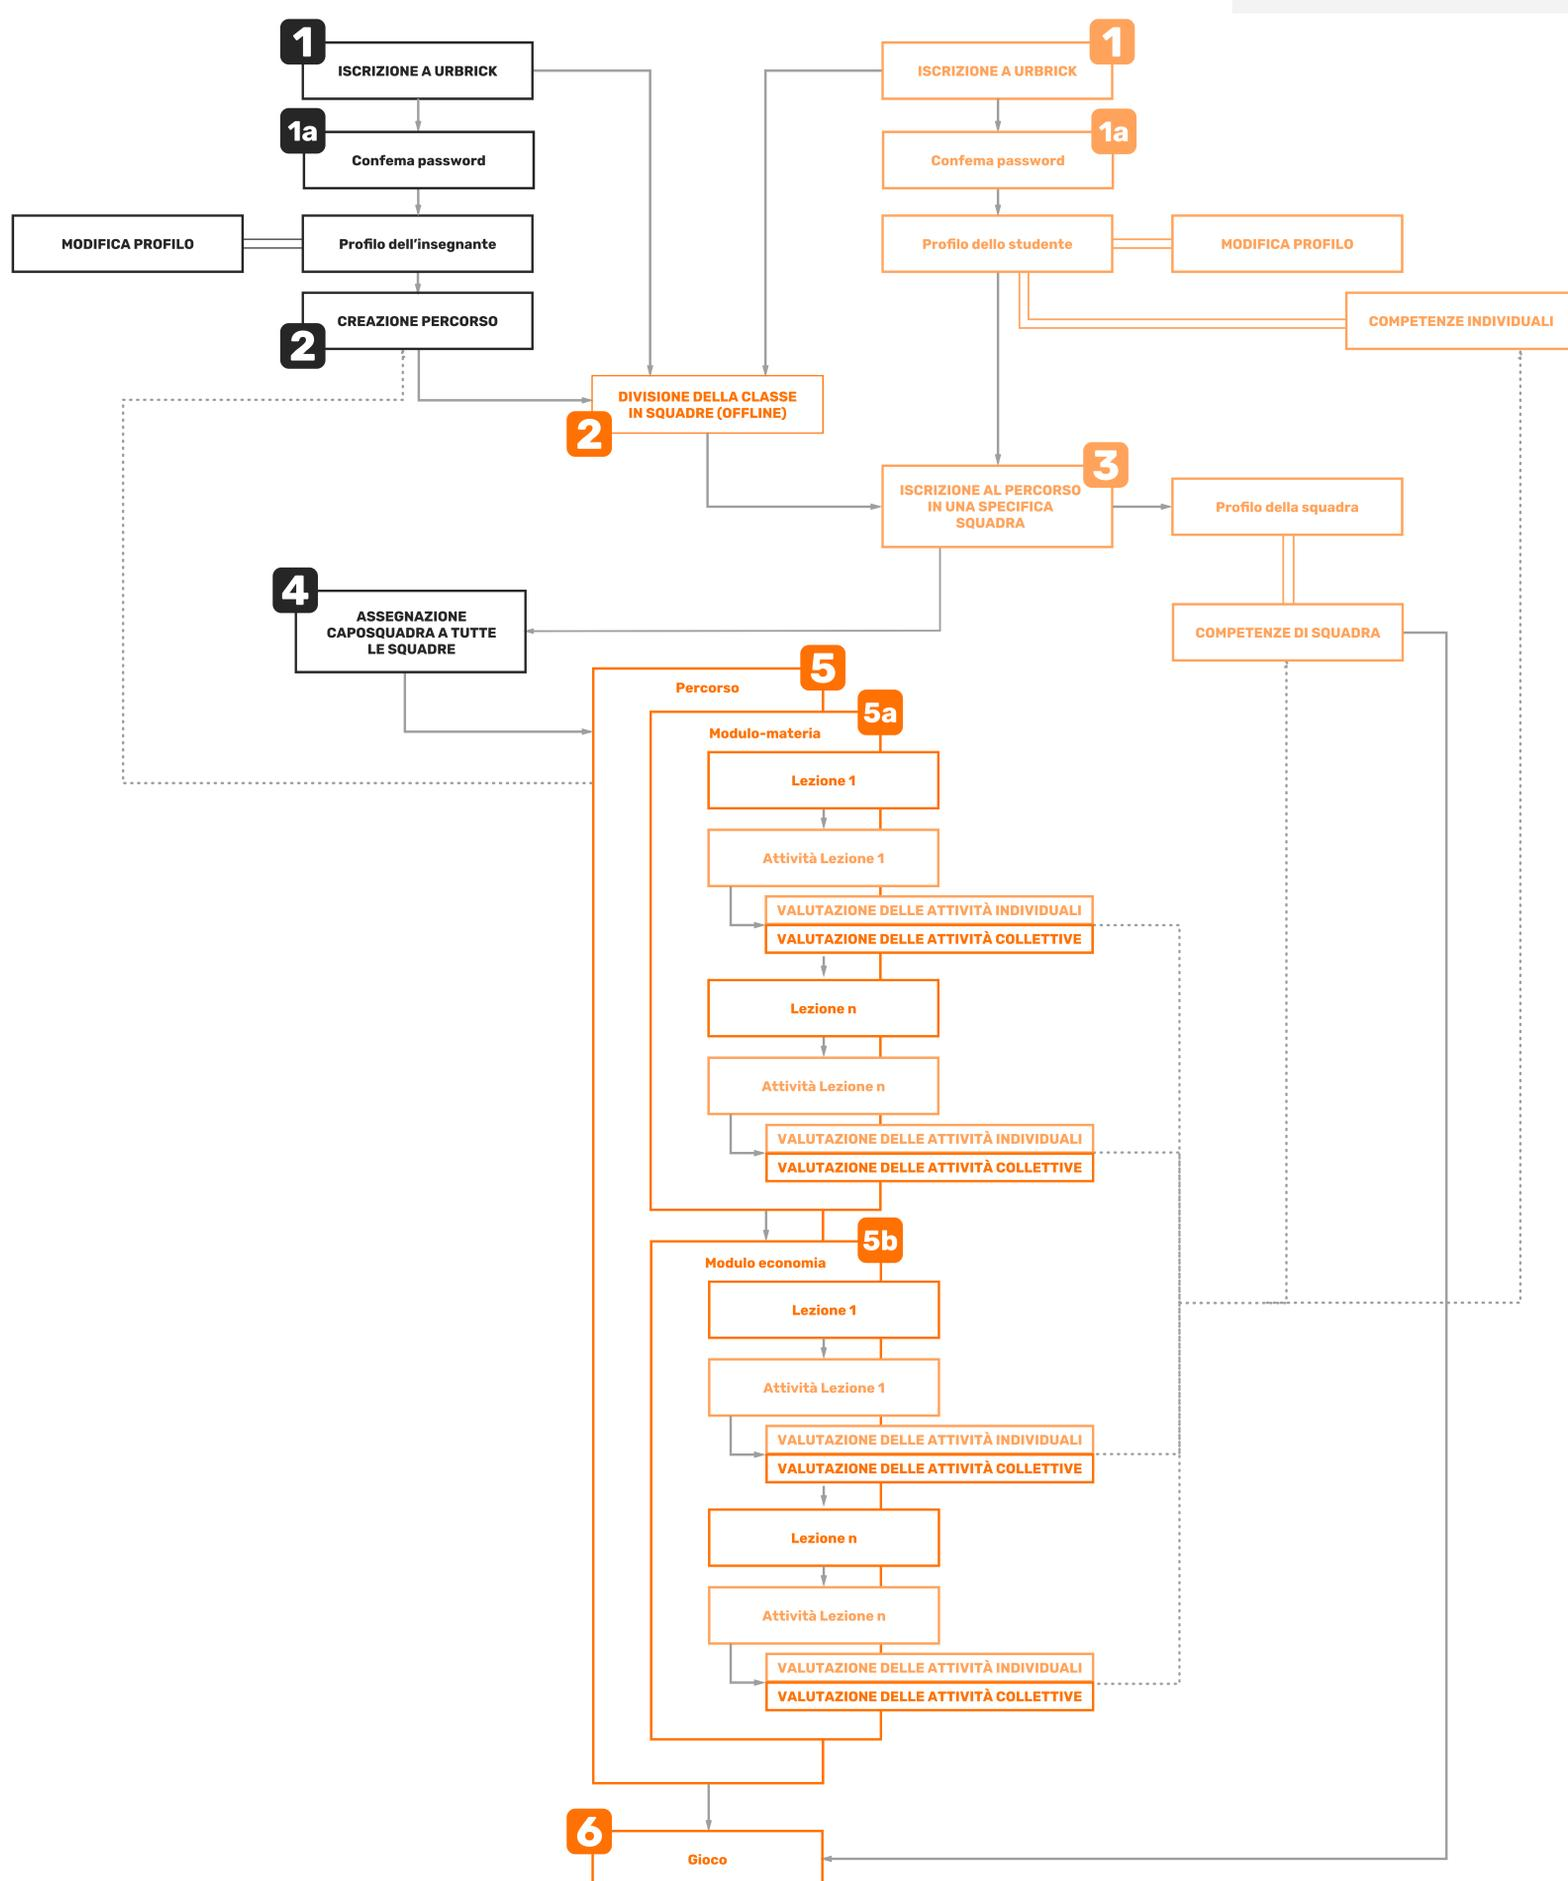 1
ISCRIZIONE A URBRICK
1
ISCRIZIONE A URBRICK
1a
Confema password
1a
Confema password
MODIFICA PROFILO
Profilo dell'insegnante
Profilo dello studente
MODIFICA PROFILO
CREAZIONE PERCORSO
2
COMPETENZE INDIVIDUALI
DIVISIONE DELLA CLASSE
IN SQUADRE (OFFLINE)
2
3
ISCRIZIONE AL PERCORSO
IN UNA SPECIFICA
SQUADRA
Profilo della squadra
4
ASSEGNAZIONE
CAPOSQUADRA A TUTTE
LE SQUADRE
COMPETENZE DI SQUADRA
5
Percorso
5a
Modulo-materia
Lezione 1
Attività Lezione 1
VALUTAZIONE DELLE ATTIVITÀ INDIVIDUALI
VALUTAZIONE DELLE ATTIVITÀ COLLETTIVE
Lezione n
Attività Lezione n
VALUTAZIONE DELLE ATTIVITÀ INDIVIDUALI
VALUTAZIONE DELLE ATTIVITÀ COLLETTIVE
5b
Modulo economia
Lezione 1
Attività Lezione 1
VALUTAZIONE DELLE ATTIVITÀ INDIVIDUALI
VALUTAZIONE DELLE ATTIVITÀ COLLETTIVE
Lezione n
Attività Lezione n
VALUTAZIONE DELLE ATTIVITÀ INDIVIDUALI
VALUTAZIONE DELLE ATTIVITÀ COLLETTIVE
6
Gioco